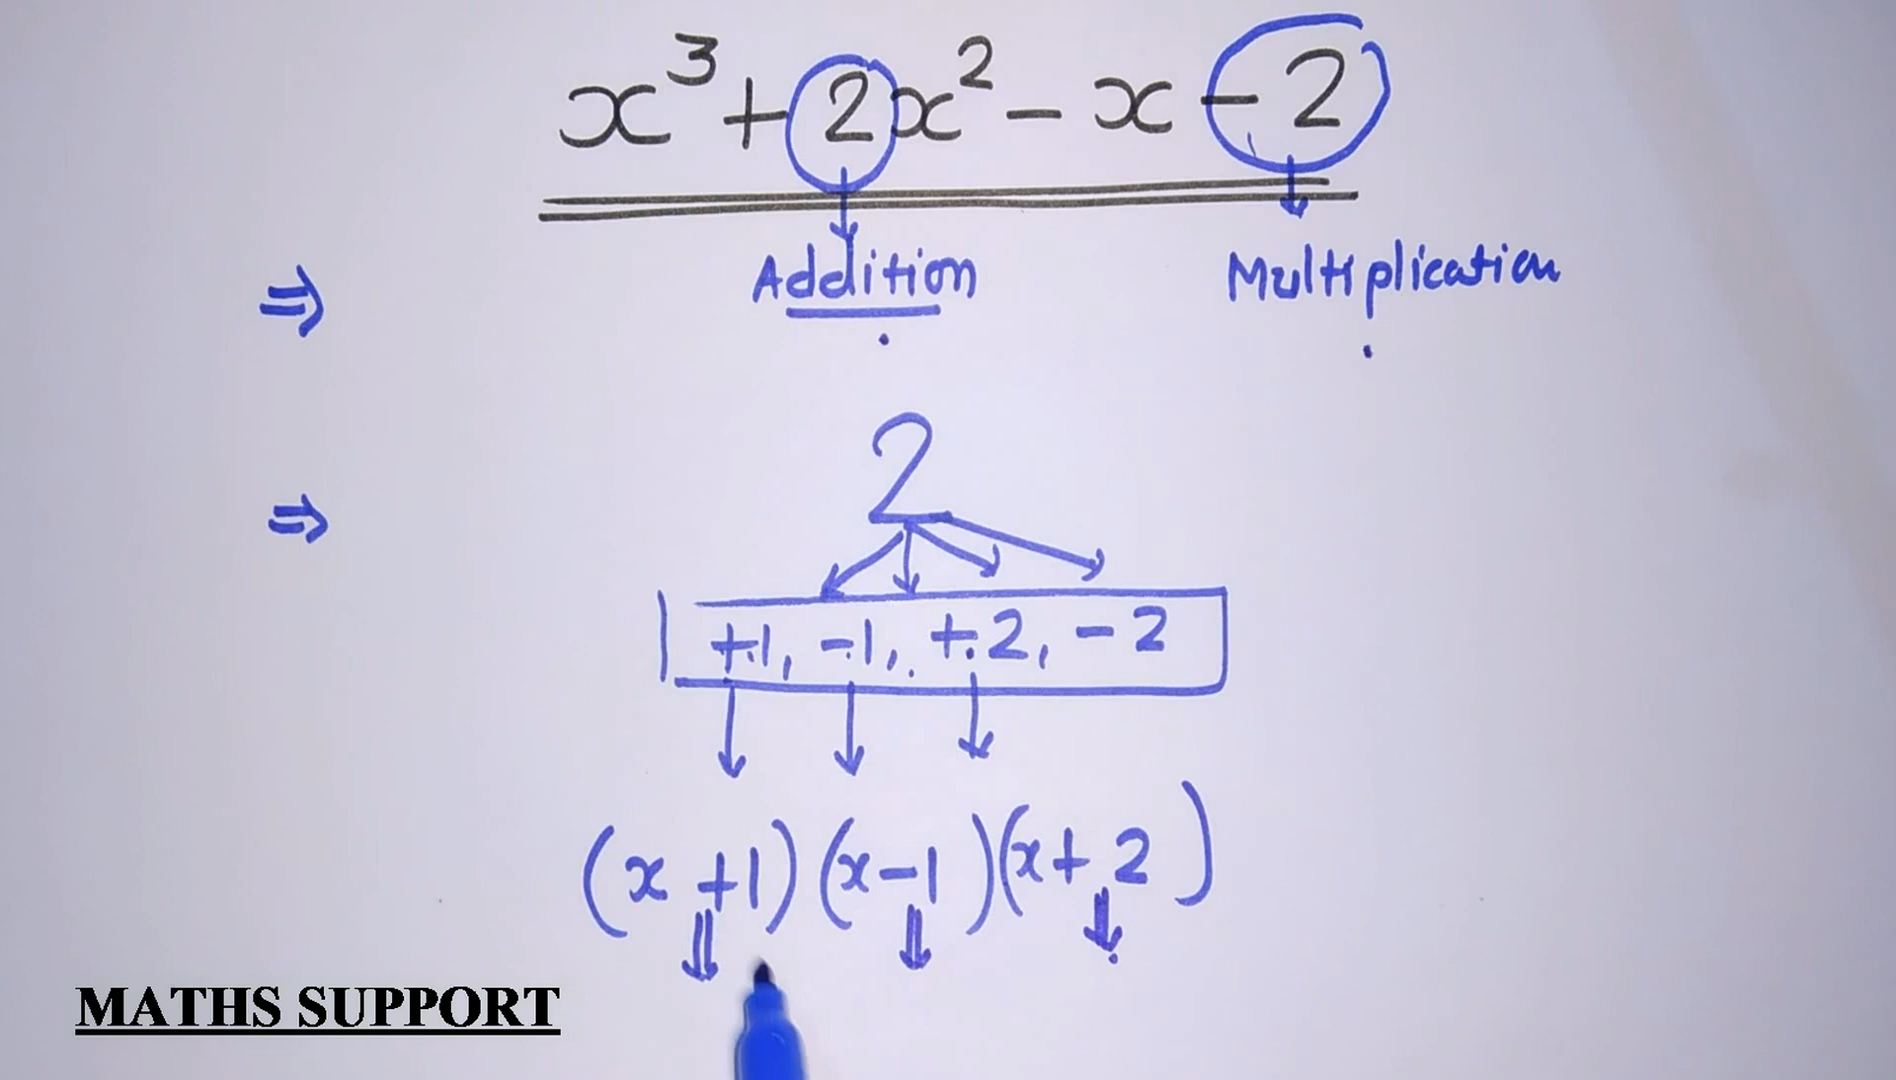 x³ + 2x² - x - 2
Addition Multiplication
⇒
2
⇒
+1, -1, +2, -2
(x +1) (x -1) (x + 2)
MATHS SUPPORT